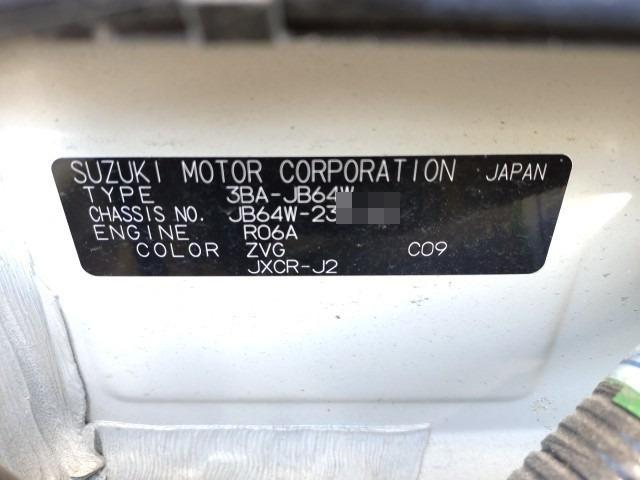 SUZUKI MOTOR CORPORATION JAPAN
TYPE 3BA-JB64W
CHASSIS NO. JB64W-23
ENGINE R06A
COLOR ZVG C09
JXCR-J2